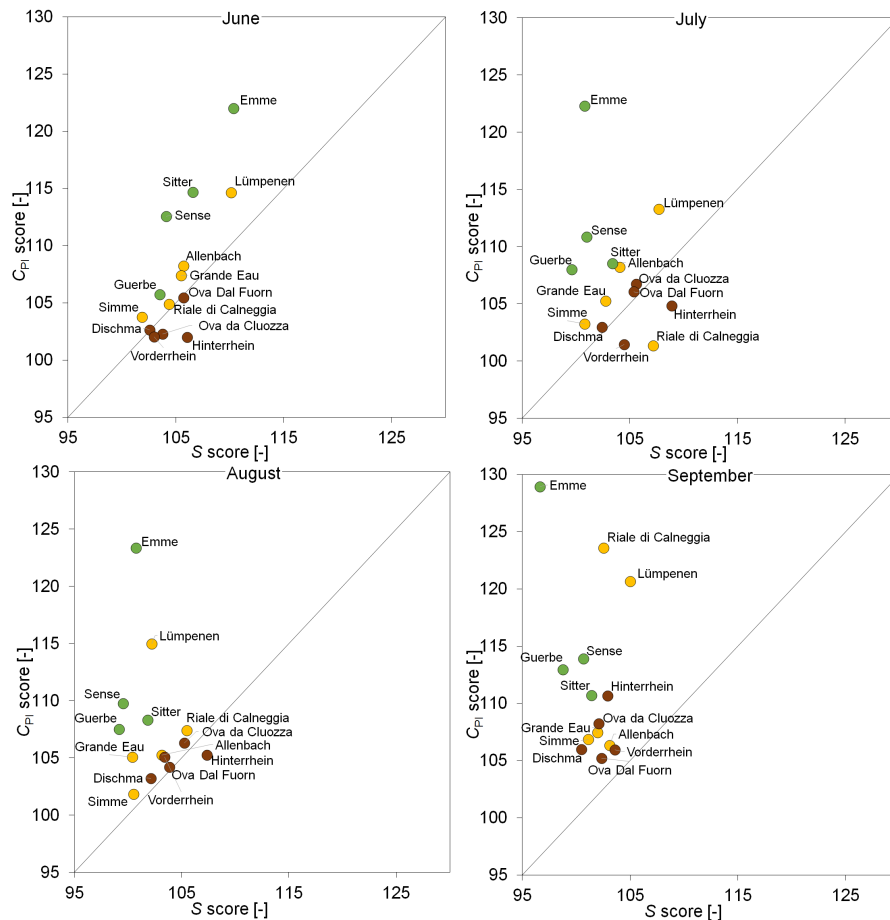 June
130
125
120
115
110
105
100
95
C_PI score [-]
Emme
Sitter
Lümpenen
Sense
Allenbach
Grande Eau
Guerbe
Ova Dal Fuorn
Simme
Riale di Calneggia
Dischma
Ova da Cluozza
Vorderrhein
Hinterrhein
95
105
115
125
S score [-]
July
130
125
120
115
110
105
100
95
C_PI score [-]
Emme
Lümpenen
Sense
Sitter
Guerbe
Allenbach
Ova da Cluozza
Grande Eau
Ova Dal Fuorn
Simme
Hinterrhein
Dischma
Riale di Calneggia
Vorderrhein
95
105
115
125
S score [-]
August
130
125
120
115
110
105
100
95
C_PI score [-]
Emme
Lümpenen
Sense
Sitter
Guerbe
Riale di Calneggia
Ova da Cluozza
Grande Eau
Allenbach
Hinterrhein
Dischma
Ova Dal Fuorn
Simme
Vorderrhein
95
105
115
125
S score [-]
September
130
125
120
115
110
105
100
95
C_PI score [-]
Emme
Riale di Calneggia
Lümpenen
Sense
Guerbe
Sitter
Hinterrhein
Ova da Cluozza
Grande Eau
Allenbach
Simme
Vorderrhein
Dischma
Ova Dal Fuorn
95
105
115
125
S score [-]